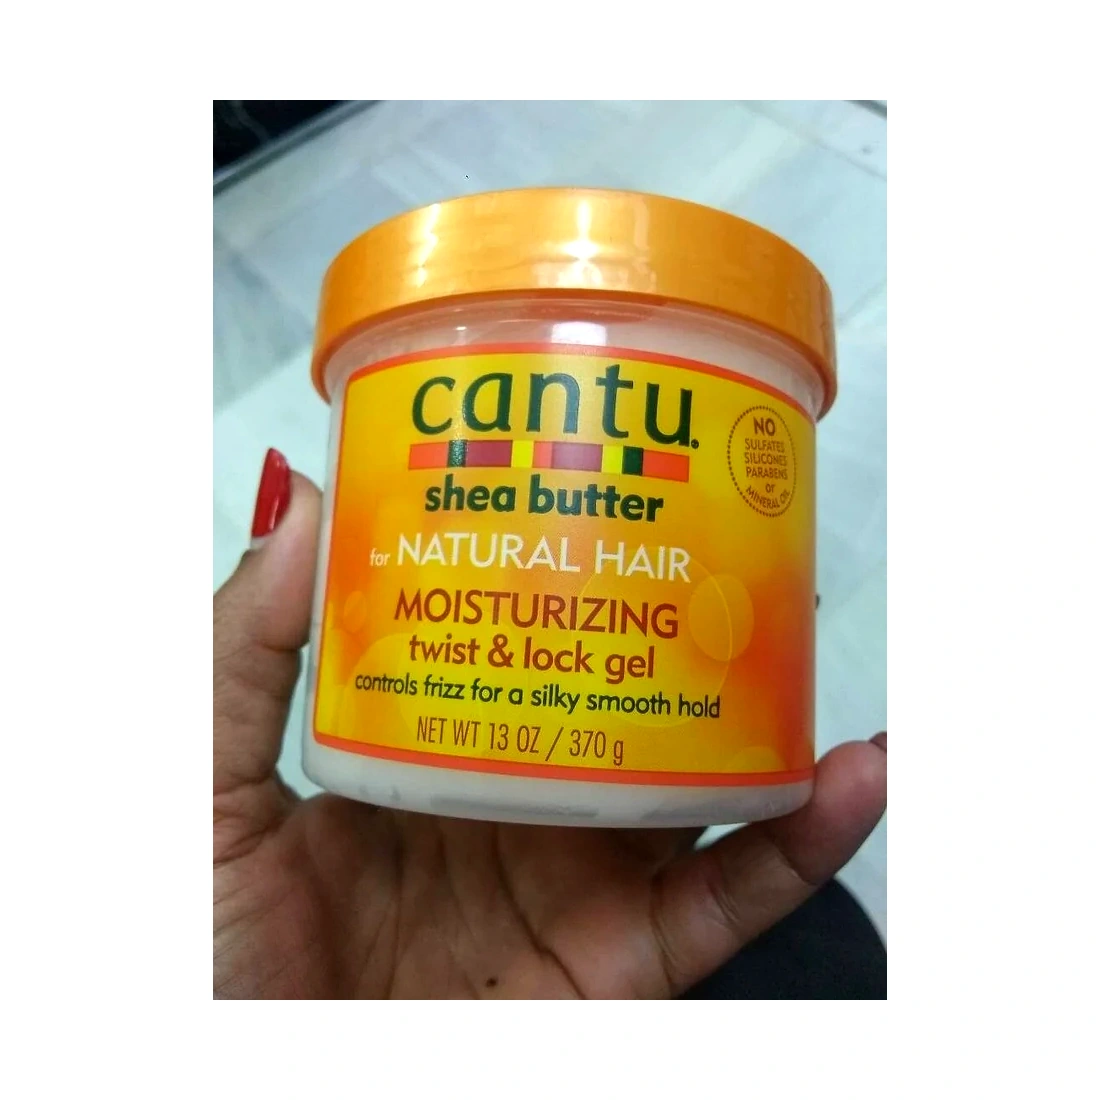 cantu®
shea butter
for NATURAL HAIR
MOISTURIZING
twist & lock gel
controls frizz for a silky smooth hold
NET WT 13 OZ / 370 g
NO
SULFATES
SILICONES
PARABENS
or
MINERAL OIL